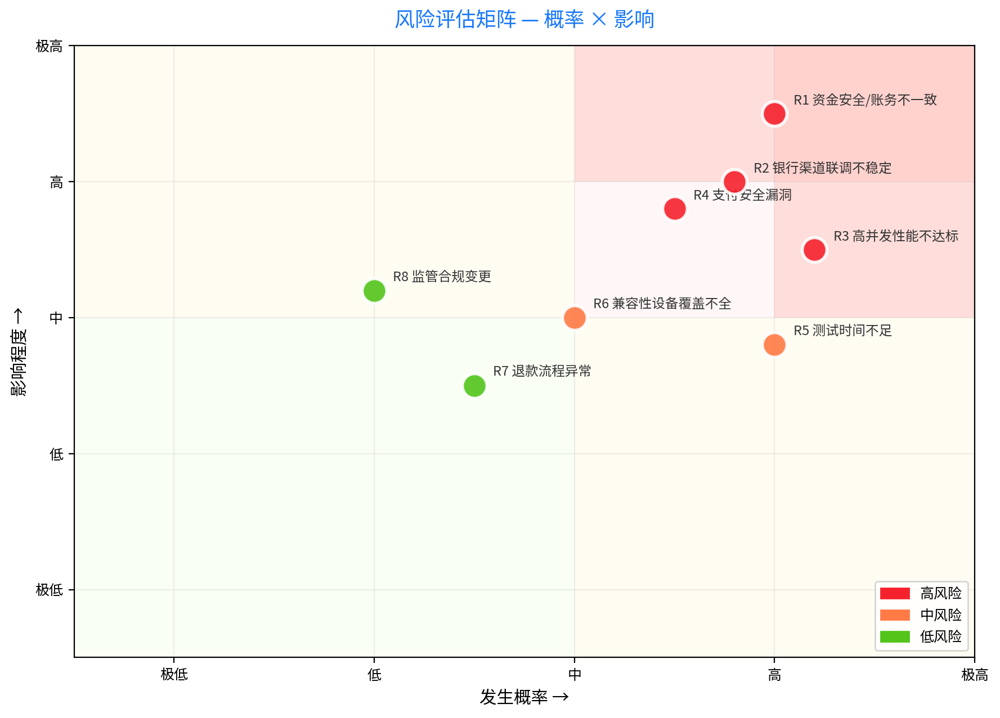 风险评估矩阵 — 概率 × 影响
极高
R1 资金安全/账务不一致
R2 银行渠道联调不稳定
高
R4 支付安全漏洞
R3 高并发性能不达标
R8 监管合规变更
R6 兼容性设备覆盖不全
中
R5 测试时间不足
影响程度 →
R7 退款流程异常
低
极低
高风险
中风险
低风险
极低
低
中
高
极高
发生概率 →